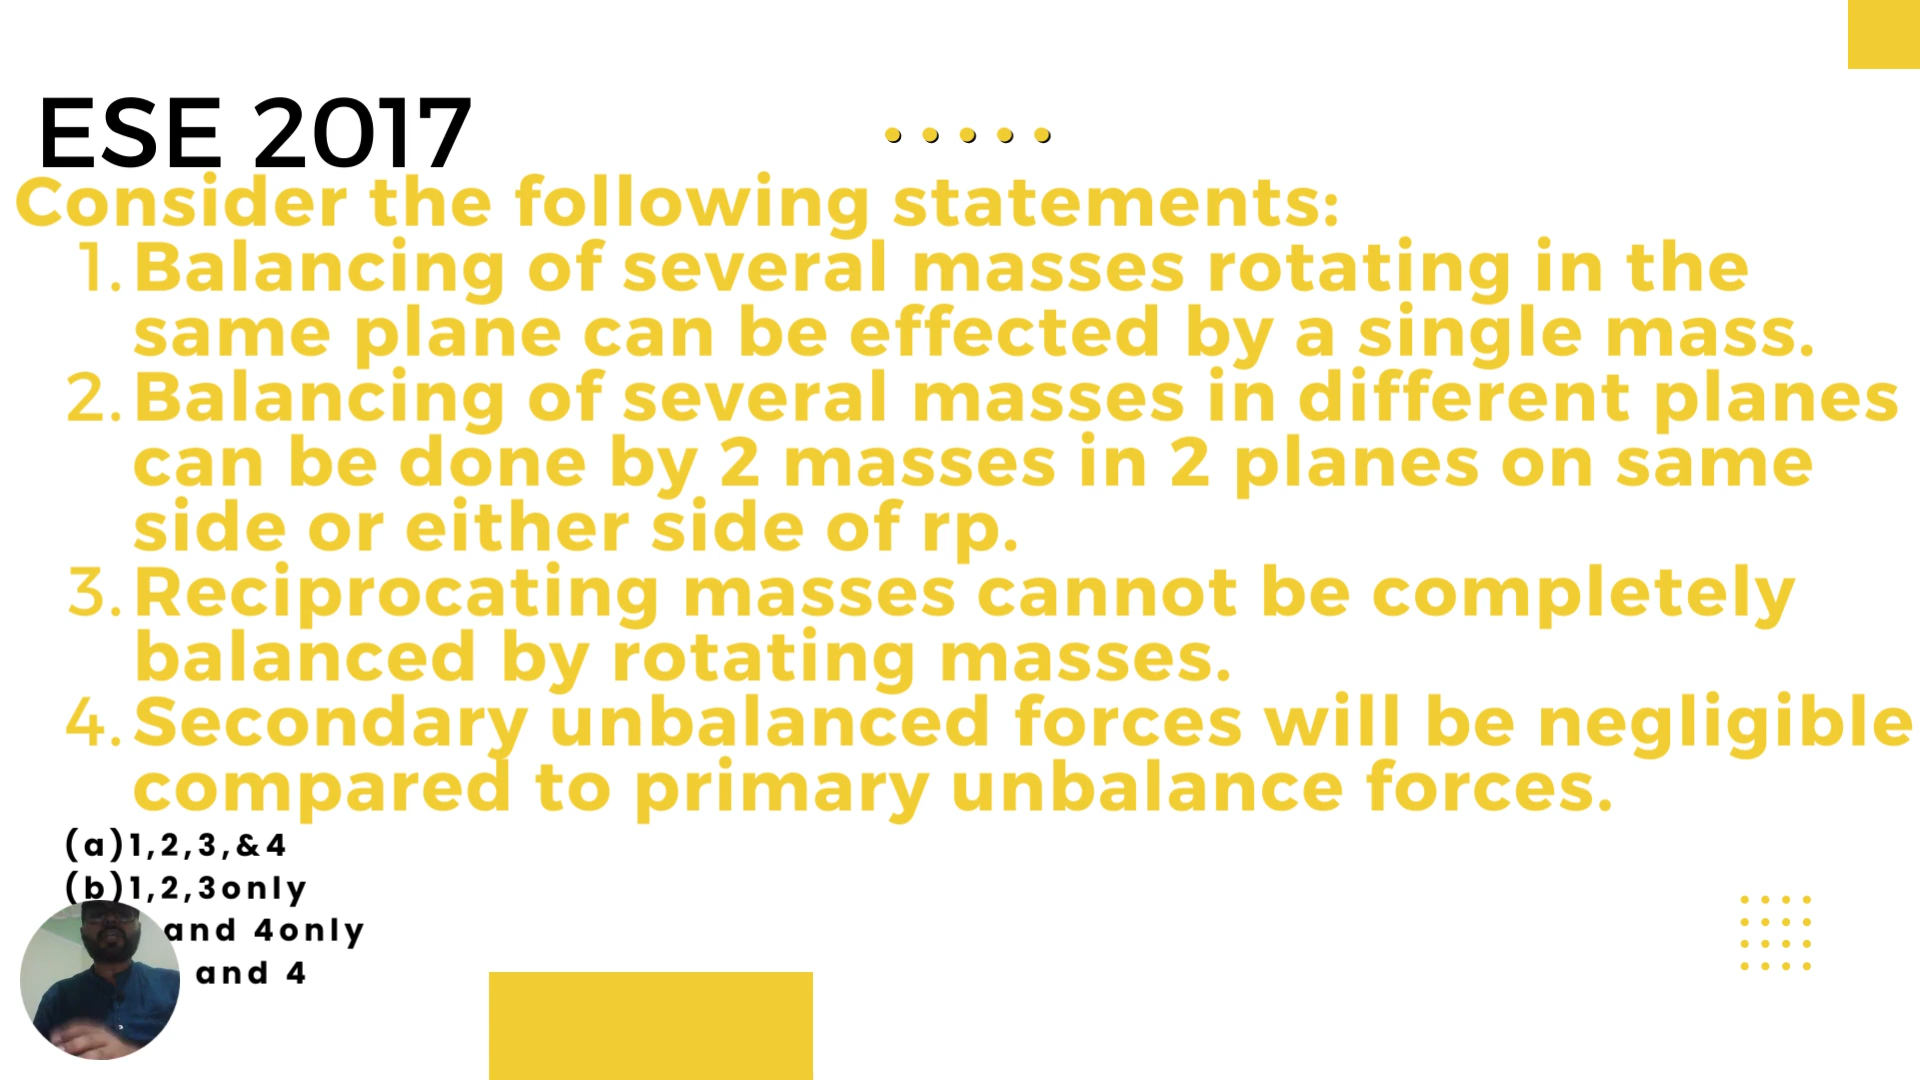 ESE 2017
Consider the following statements:
1. Balancing of several masses rotating in the
same plane can be effected by a single mass.
2. Balancing of several masses in different planes
can be done by 2 masses in 2 planes on same
side or either side of rp.
3. Reciprocating masses cannot be completely
balanced by rotating masses.
4. Secondary unbalanced forces will be negligible
compared to primary unbalance forces.
(a)1,2,3,&4
(b)1,2,3only
and 4only
and 4